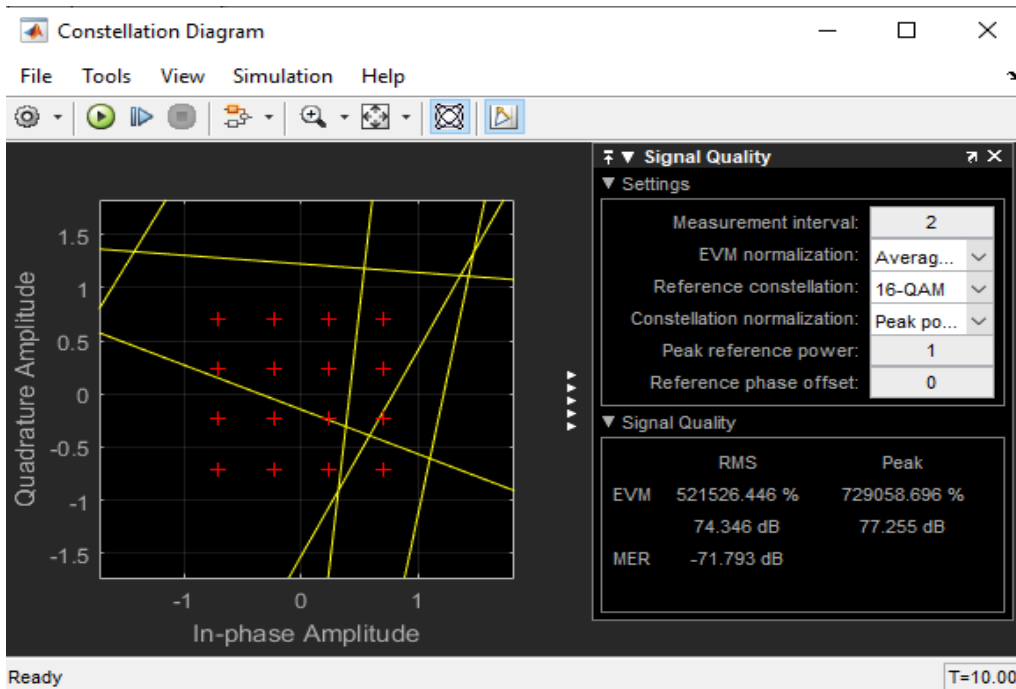 Constellation Diagram
File Tools View Simulation Help
Signal Quality
Settings
Measurement interval: 2
EVM normalization: Averag...
Reference constellation: 16-QAM
Constellation normalization: Peak po...
Peak reference power: 1
Reference phase offset: 0
Signal Quality
RMS Peak
EVM 521526.446 % 729058.696 %
74.346 dB 77.255 dB
MER -71.793 dB
Quadrature Amplitude
1.5
1
0.5
0
-0.5
-1
-1.5
-1 0 1
In-phase Amplitude
Ready T=10.00